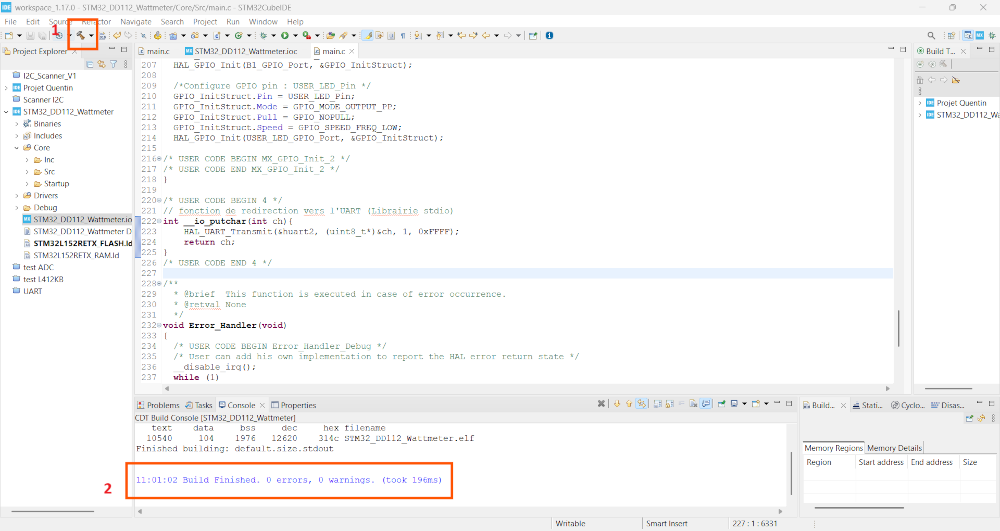 IDE workspace_1.17.0 - STM32_DD112_Wattmeter/Core/Src/main.c - STM32CubeIDE
File Edit Source Refactor Navigate Search Project Run Window Help
1
Project Explorer
I2C_Scanner_V1
Projet Quentin
Scanner I2C
STM32_DD112_Wattmeter
Binaries
Includes
Core
Inc
Src
Startup
Drivers
Debug
STM32_DD112_Wattmeter.io
STM32_DD112_Wattmeter D
STM32L152RETX_FLASH.ld
STM32L152RETX_RAM.ld
test ADC
test L412KB
UART
main.c STM32_DD112_Wattmeter.ioc main.c
207 HAL_GPIO_Init(B1_GPIO_Port, &GPIO_InitStruct);
208
209 /*Configure GPIO pin : USER_LED_Pin */
210 GPIO_InitStruct.Pin = USER_LED_Pin;
211 GPIO_InitStruct.Mode = GPIO_MODE_OUTPUT_PP;
212 GPIO_InitStruct.Pull = GPIO_NOPULL;
213 GPIO_InitStruct.Speed = GPIO_SPEED_FREQ_LOW;
214 HAL_GPIO_Init(USER_LED_GPIO_Port, &GPIO_InitStruct);
215
216 /* USER CODE BEGIN MX_GPIO_Init_2 */
217 /* USER CODE END MX_GPIO_Init_2 */
218 }
219
220 /* USER CODE BEGIN 4 */
221 // fonction de redirection vers l'UART (Librairie stdio)
222 int __io_putchar(int ch){
223 HAL_UART_Transmit(&huart2, (uint8_t*)&ch, 1, 0xFFFF);
224 return ch;
225 }
226 /* USER CODE END 4 */
227
228 /**
229 * @brief This function is executed in case of error occurrence.
230 * @retval None
231 */
232 void Error_Handler(void)
233 {
234 /* USER CODE BEGIN Error_Handler_Debug */
235 /* User can add his own implementation to report the HAL error return state */
236 __disable_irq();
237 while (1)
Build T...
Projet Quentin
STM32_DD112_Wa
Problems Tasks Console Properties
CDT Build Console [STM32_DD112_Wattmeter]
text data bss dec hex filename
10540 104 1976 12620 314c STM32_DD112_Wattmeter.elf
Finished building: default.size.stdout
2
11:01:02 Build Finished. 0 errors, 0 warnings. (took 196ms)
Build... Stati... Cyclo... Disas...
Memory Regions Memory Details
Region Start address End address Size
Writable Smart Insert 227 : 1 : 6331